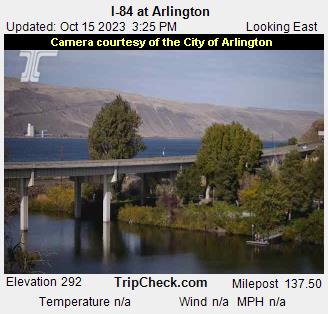 I-84 at Arlington
Updated: Oct 15 2023 3:25 PM Looking East
Camera courtesy of the City of Arlington
Elevation 292 TripCheck.com Milepost 137.50
Temperature n/a Wind n/a MPH n/a